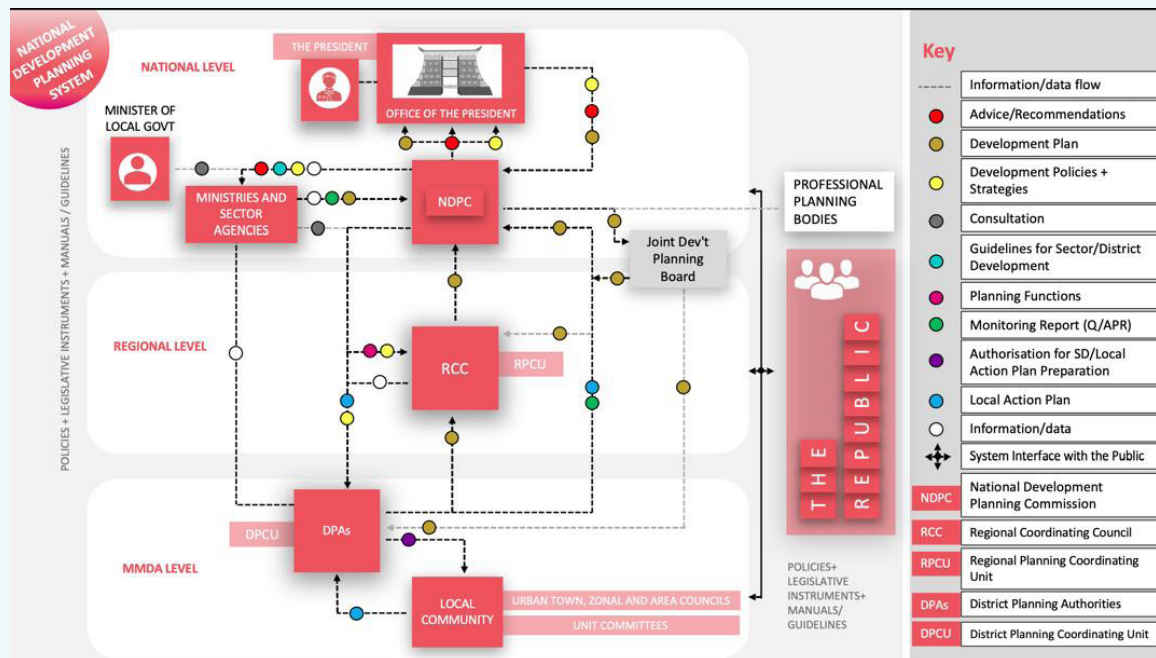 NATIONAL
DEVELOPMENT
PLANNING
SYSTEM
NATIONAL LEVEL
THE PRESIDENT
OFFICE OF THE PRESIDENT
MINISTER OF
LOCAL GOVT
MINISTRIES AND
SECTOR
AGENCIES
NDPC
PROFESSIONAL
PLANNING
BODIES
Joint Dev't
Planning
Board
POLICIES + LEGISLATIVE INSTRUMENTS + MANUALS / GUIDELINES
REGIONAL LEVEL
RCC
RPCU
THE
REPUBLIC
MMDA LEVEL
DPCU
DPAs
LOCAL
COMMUNITY
URBAN TOWN, ZONAL AND AREA COUNCILS
UNIT COMMITTEES
POLICIES+
LEGISLATIVE
INSTRUMENTS+
MANUALS/
GUIDELINES
Key
Information/data flow
Advice/Recommendations
Development Plan
Development Policies +
Strategies
Consultation
Guidelines for Sector/District
Development
Planning Functions
Monitoring Report (Q/APR)
Authorisation for SD/Local
Action Plan Preparation
Local Action Plan
Information/data
System Interface with the Public
NDPC
National Development
Planning Commission
RCC
Regional Coordinating Council
RPCU
Regional Planning Coordinating
Unit
DPAs
District Planning Authorities
DPCU
District Planning Coordinating Unit